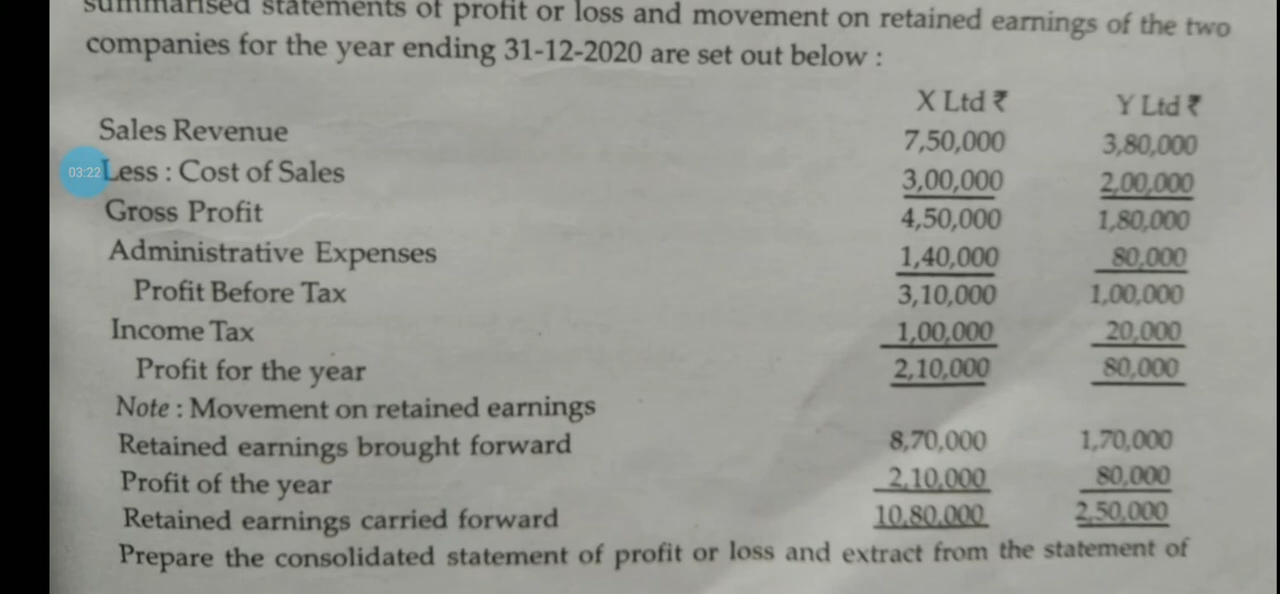 summarised statements of profit or loss and movement on retained earnings of the two
companies for the year ending 31-12-2020 are set out below :
X Ltd ₹ Y Ltd ₹
Sales Revenue 7,50,000 3,80,000
03:22 Less : Cost of Sales 3,00,000 2,00,000
Gross Profit 4,50,000 1,80,000
Administrative Expenses 1,40,000 80,000
Profit Before Tax 3,10,000 1,00,000
Income Tax 1,00,000 20,000
Profit for the year 2,10,000 80,000
Note : Movement on retained earnings
Retained earnings brought forward 8,70,000 1,70,000
Profit of the year 2,10,000 80,000
Retained earnings carried forward 10,80,000 2,50,000
Prepare the consolidated statement of profit or loss and extract from the statement of